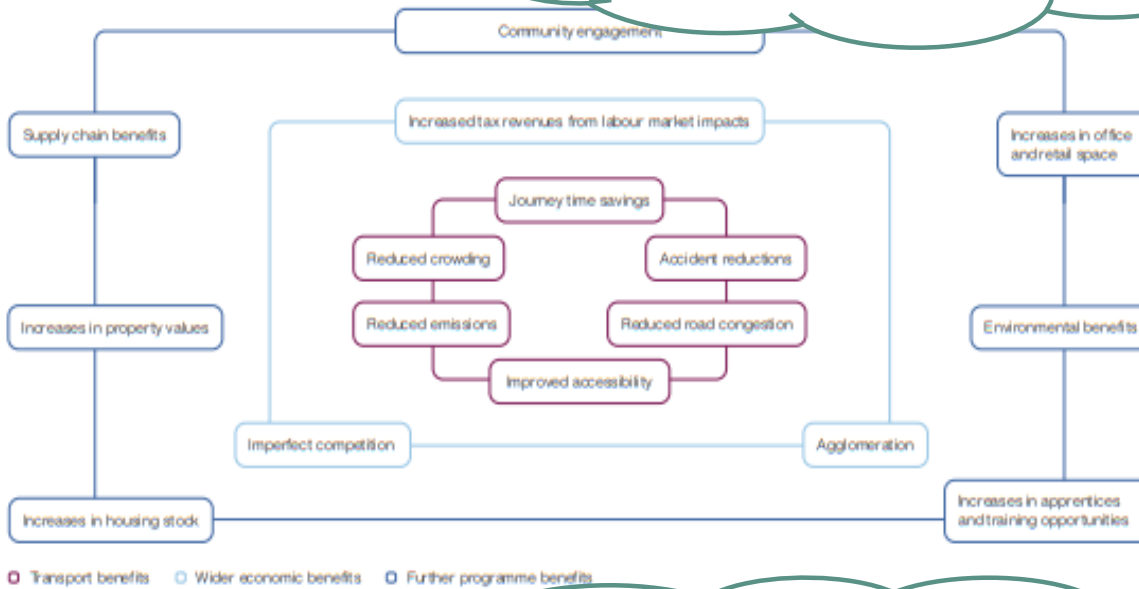 Community engagement
Supply chain benefits
Increased tax revenues from labour market impacts
Increases in office
and retail space
Journey time savings
Reduced crowding
Accident reductions
Increases in property values
Reduced emissions
Reduced road congestion
Environmental benefits
Improved accessibility
Imperfect competition
Agglomeration
Increases in housing stock
Increases in apprentices
and training opportunities
Transport benefits
Wider economic benefits
Further programme benefits